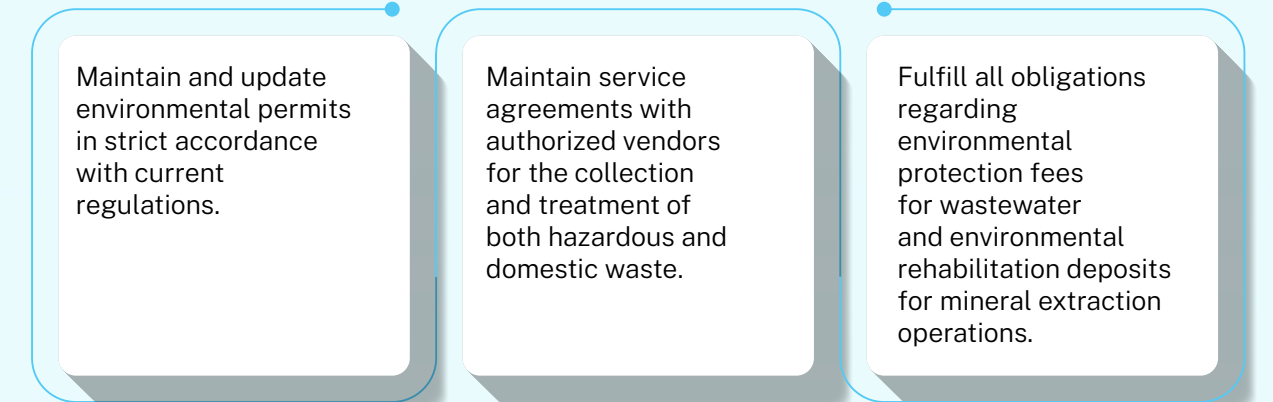 Maintain and update
environmental permits
in strict accordance
with current
regulations.
Maintain service
agreements with
authorized vendors
for the collection
and treatment of
both hazardous and
domestic waste.
Fulfill all obligations
regarding
environmental
protection fees
for wastewater
and environmental
rehabilitation deposits
for mineral extraction
operations.